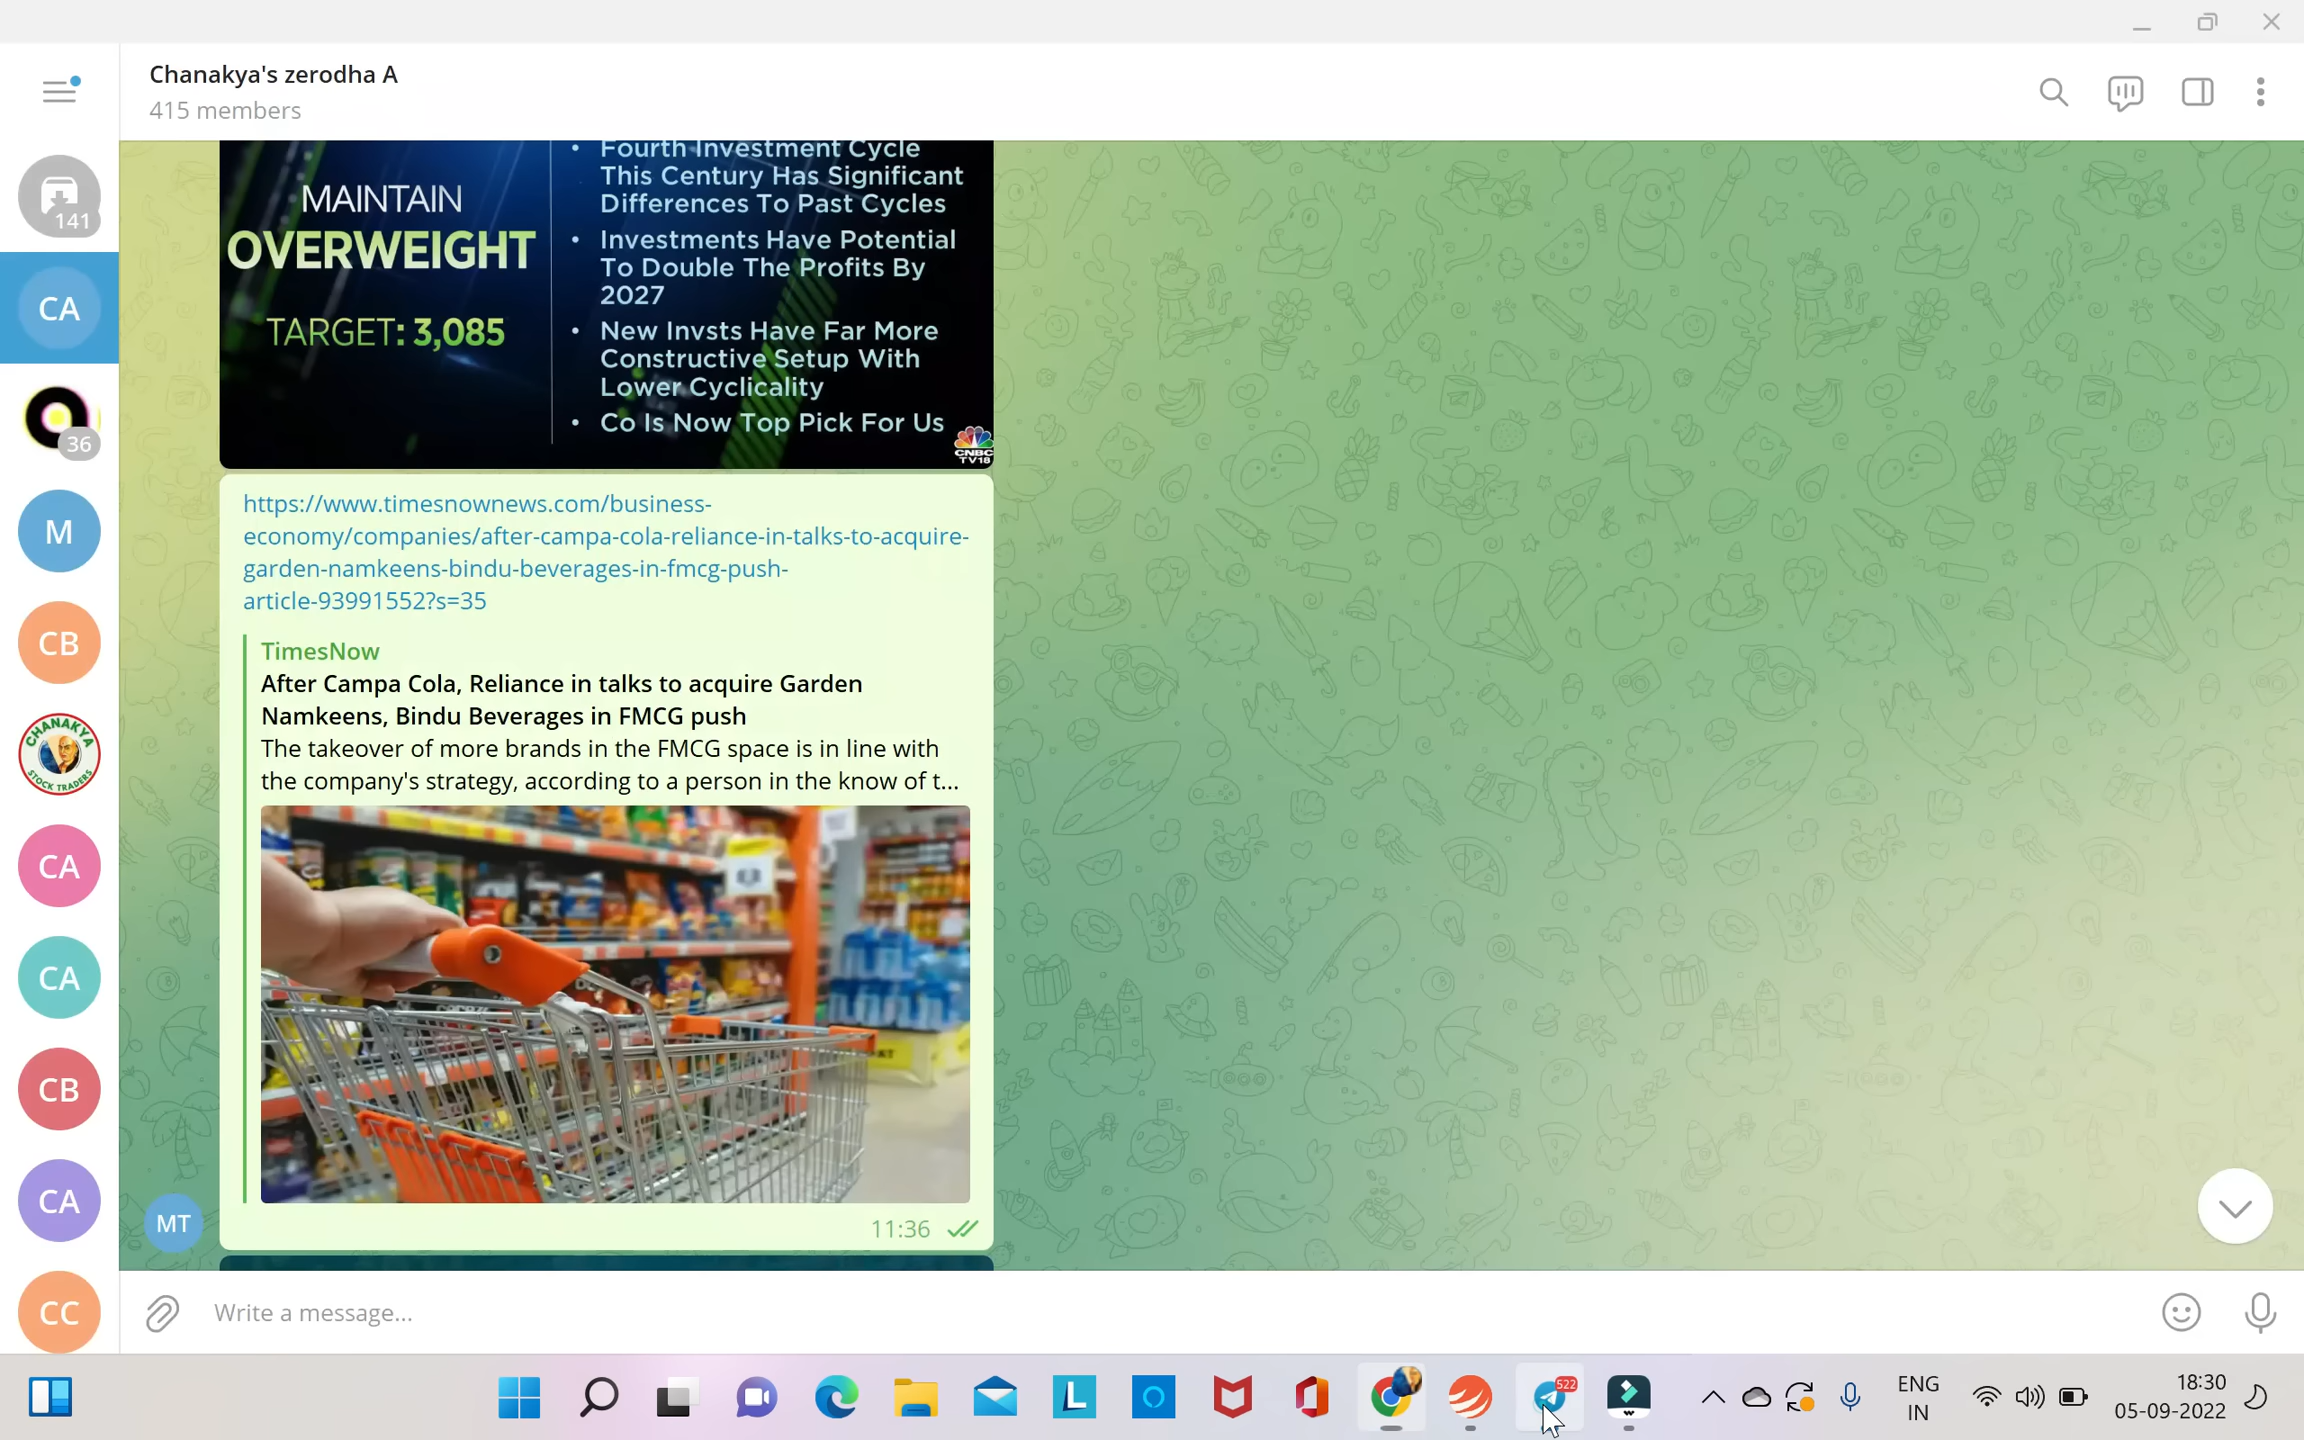 Chanakya's zerodha A
415 members
141
CA
36
M
CB
CHANAKYA
STOCK TRADERS
CA
CA
CB
CA
CC
MAINTAIN
OVERWEIGHT
TARGET: 3,085
• Fourth Investment Cycle
This Century Has Significant
Differences To Past Cycles
• Investments Have Potential
To Double The Profits By
2027
• New Invsts Have Far More
Constructive Setup With
Lower Cyclicality
• Co Is Now Top Pick For Us
CNBC
TV18
https://www.timesnownews.com/business-
economy/companies/after-campa-cola-reliance-in-talks-to-acquire-
garden-namkeens-bindu-beverages-in-fmcg-push-
article-93991552?s=35
TimesNow
After Campa Cola, Reliance in talks to acquire Garden
Namkeens, Bindu Beverages in FMCG push
The takeover of more brands in the FMCG space is in line with
the company's strategy, according to a person in the know of t...
MT
11:36
Write a message...
L
522
ENG
IN
18:30
05-09-2022